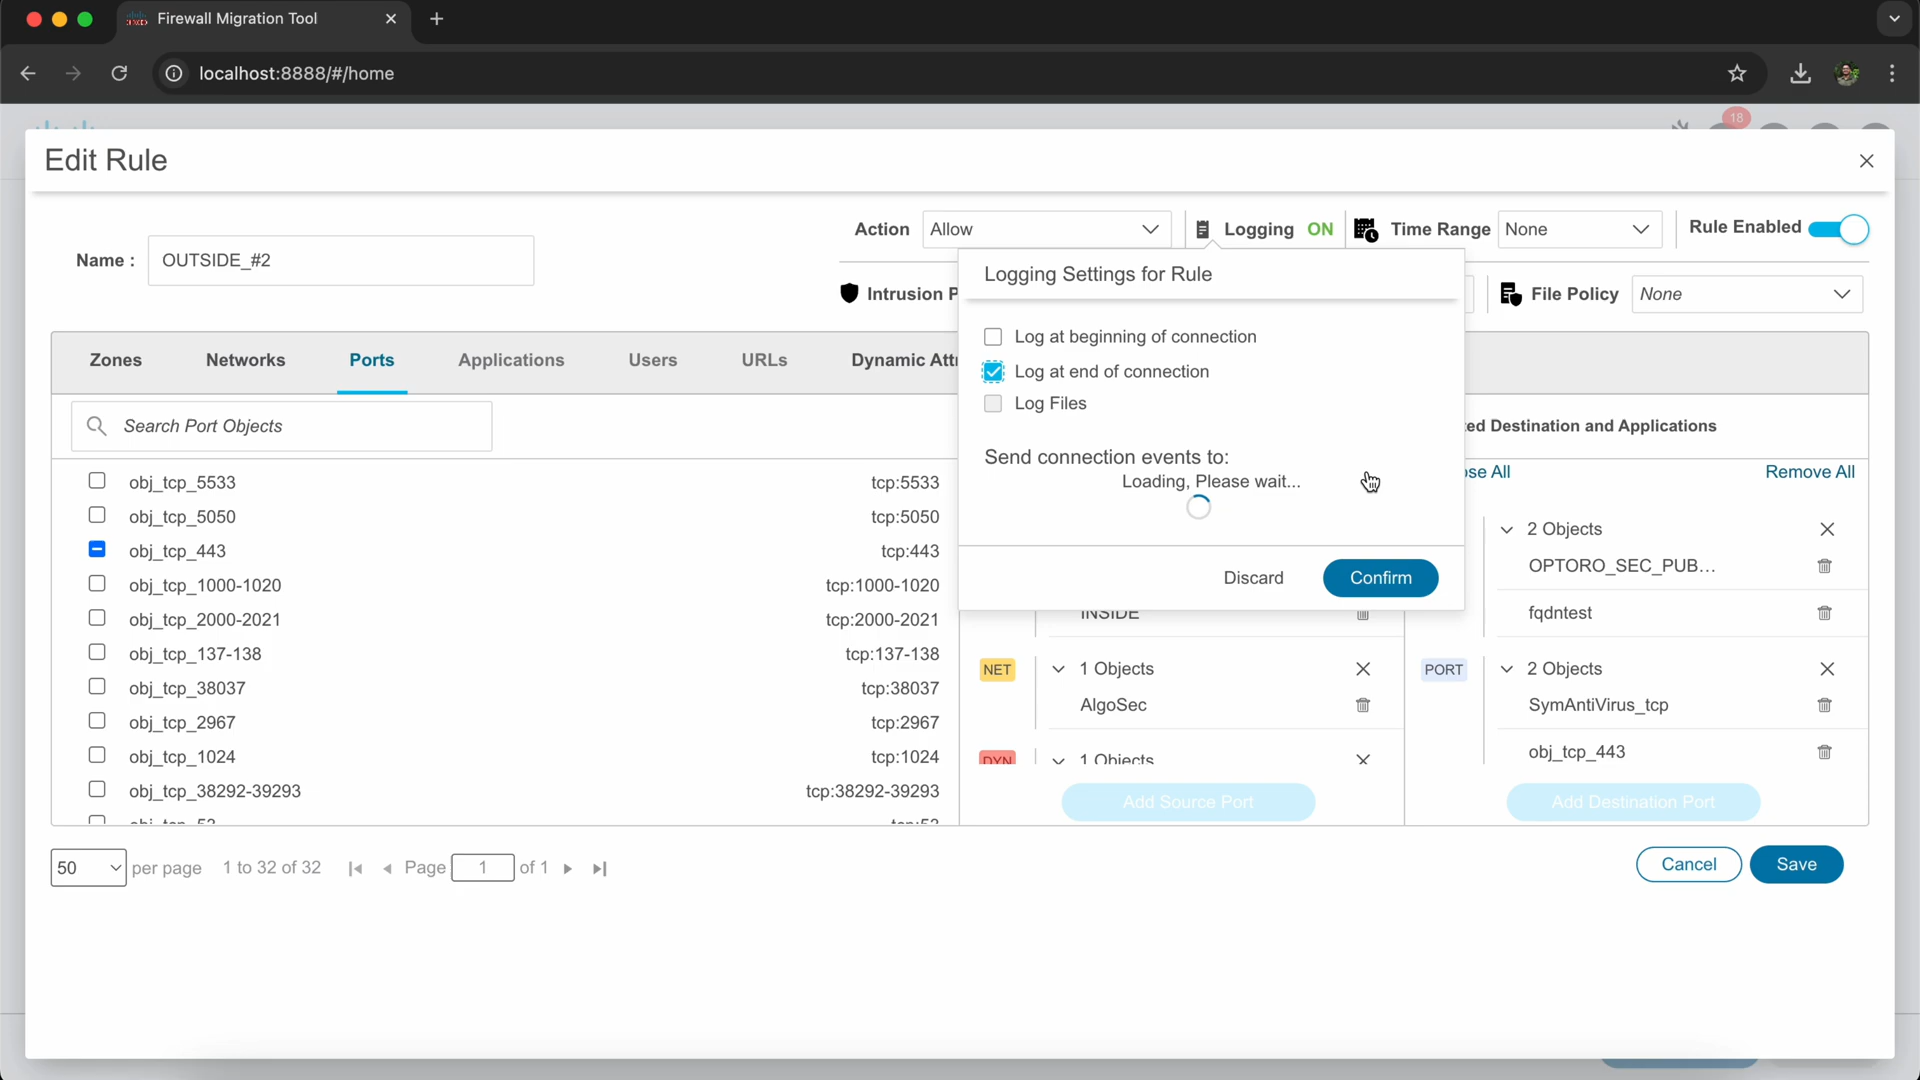 Firewall Migration Tool
localhost:8888/#/home
18
Edit Rule
Action
Allow
Logging ON
Time Range
None
Rule Enabled
Name :
OUTSIDE_#2
Intrusion P
File Policy
None
Logging Settings for Rule
Log at beginning of connection
Log at end of connection
Log Files
Send connection events to:
Loading, Please wait...
Discard
Confirm
Zones
Networks
Ports
Applications
Users
URLs
Dynamic Att
Search Port Objects
ed Destination and Applications
se All
Remove All
obj_tcp_5533 tcp:5533
obj_tcp_5050 tcp:5050
obj_tcp_443 tcp:443
obj_tcp_1000-1020 tcp:1000-1020
obj_tcp_2000-2021 tcp:2000-2021
obj_tcp_137-138 tcp:137-138
obj_tcp_38037 tcp:38037
obj_tcp_2967 tcp:2967
obj_tcp_1024 tcp:1024
obj_tcp_38292-39293 tcp:38292-39293
INSIDE
NET
1 Objects
AlgoSec
DYN
1 Objects
Add Source Port
2 Objects
OPTORO_SEC_PUB...
fqdntest
PORT
2 Objects
SymAntiVirus_tcp
obj_tcp_443
Add Destination Port
50 per page 1 to 32 of 32 Page 1 of 1
Cancel
Save